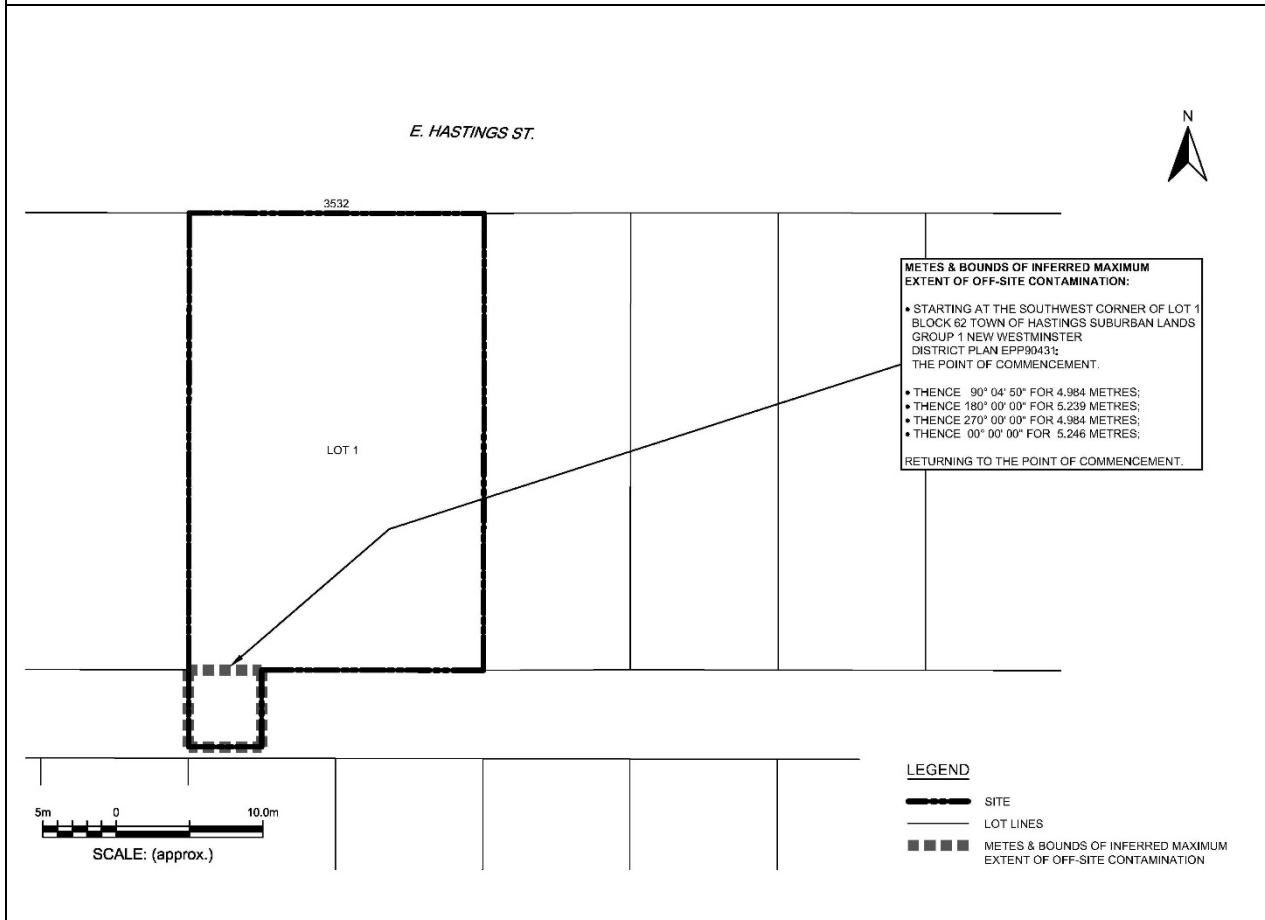 E. HASTINGS ST.
N
3532
METES & BOUNDS OF INFERRED MAXIMUM
EXTENT OF OFF-SITE CONTAMINATION:
• STARTING AT THE SOUTHWEST CORNER OF LOT 1
BLOCK 62 TOWN OF HASTINGS SUBURBAN LANDS
GROUP 1 NEW WESTMINSTER
DISTRICT PLAN EPP90431;
THE POINT OF COMMENCEMENT.
• THENCE 90° 04' 50" FOR 4.984 METRES;
• THENCE 180° 00' 00" FOR 5.239 METRES;
• THENCE 270° 00' 00" FOR 4.984 METRES;
• THENCE 00° 00' 00" FOR 5.246 METRES;
RETURNING TO THE POINT OF COMMENCEMENT.
LOT 1
5m 0 10.0m
SCALE: (approx.)
LEGEND
SITE
LOT LINES
METES & BOUNDS OF INFERRED MAXIMUM
EXTENT OF OFF-SITE CONTAMINATION